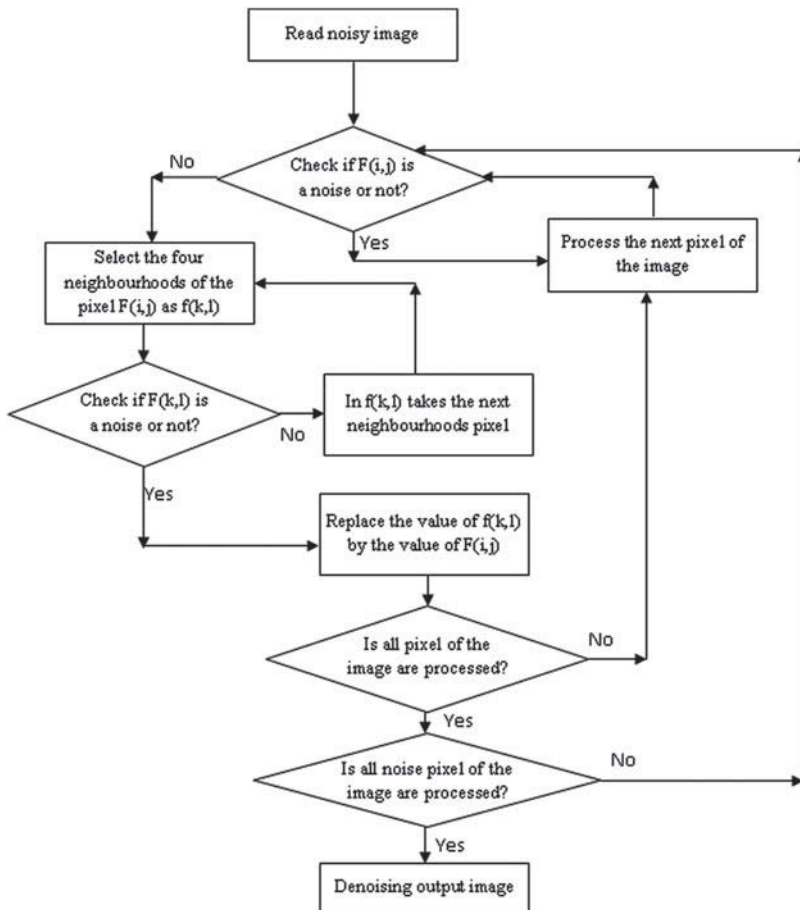 Read noisy image
No
Check if F(i,j) is
a noise or not?
Yes
Process the next pixel of
the image
Select the four
neighbourhoods of the
pixel F(i,j) as f(k,l)
Check if F(k,l) is
a noise or not?
No
In f(k,l) takes the next
neighbourhoods pixel
Yes
Replace the value of f(k,l)
by the value of F(i,j)
Is all pixel of the
image are processed?
No
Yes
Is all noise pixel of the
image are processed?
No
Yes
Denoising output image